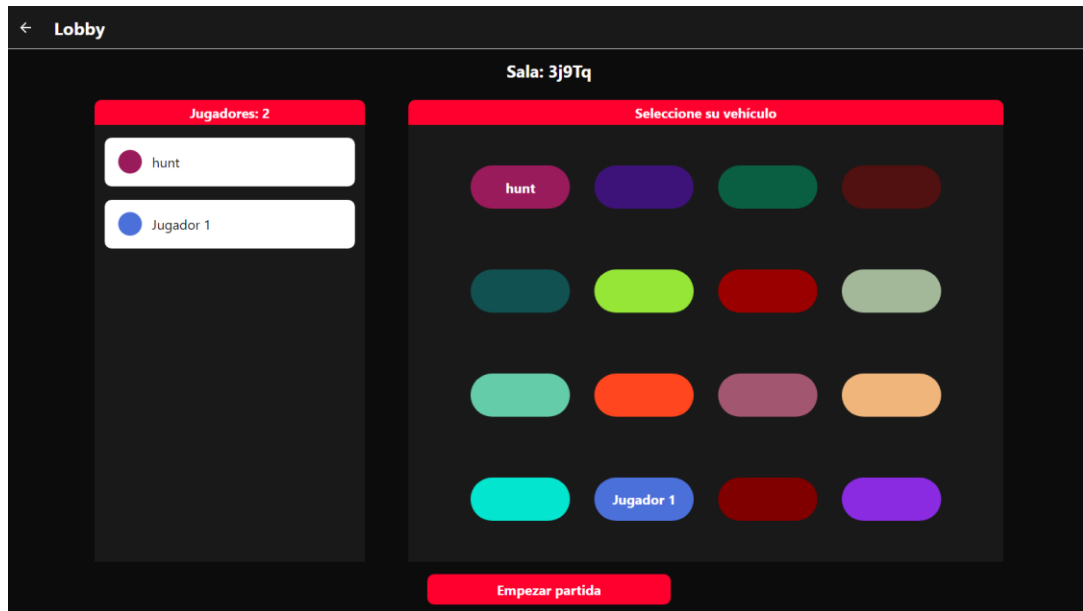 Lobby
Sala: 3j9Tq
Jugadores: 2
hunt
Jugador 1
Seleccione su vehículo
hunt
Jugador 1
Empezar partida